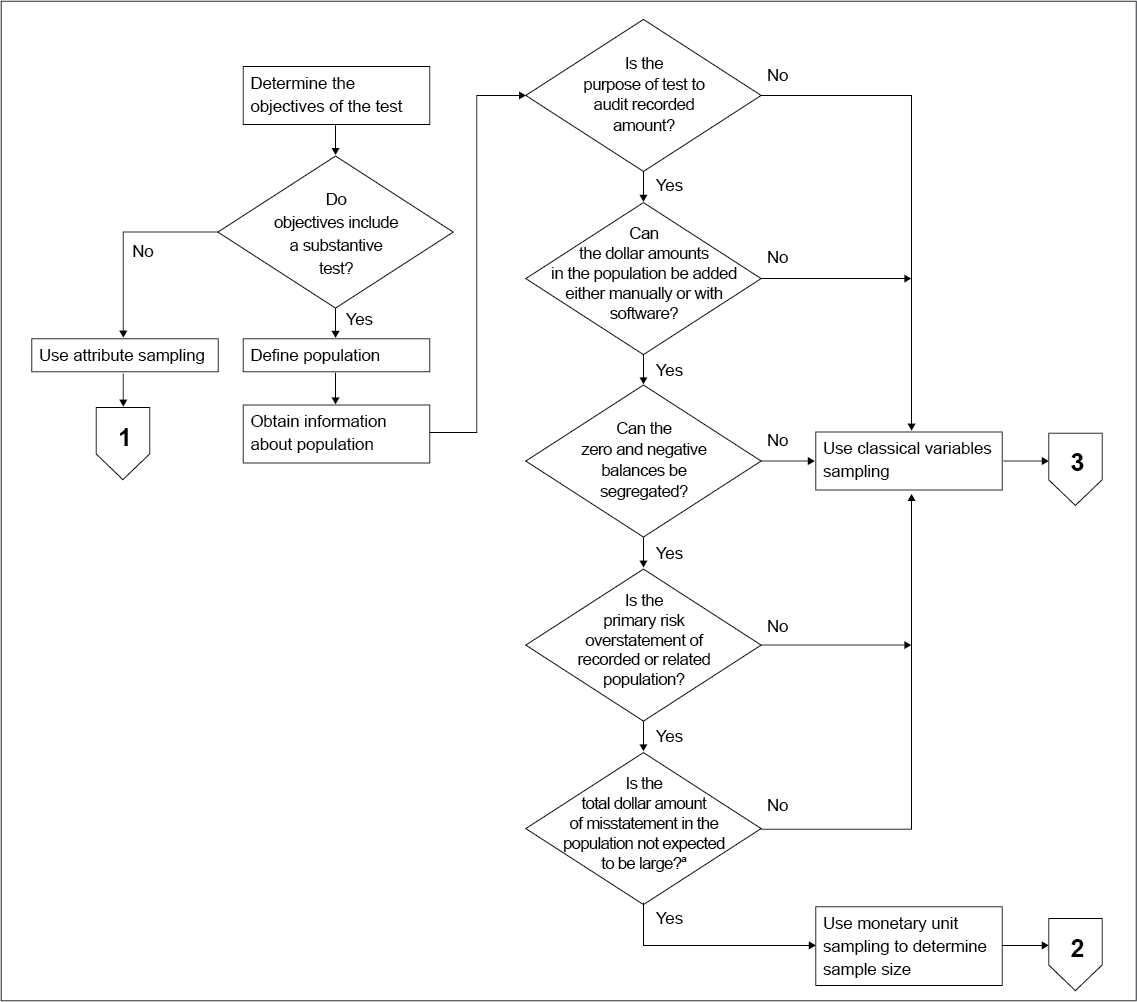 Determine the
objectives of the test
Do
objectives include
a substantive
test?
No
Yes
Use attribute sampling
1
Define population
Obtain information
about population
Is the
purpose of test to
audit recorded
amount?
No
Yes
Can
the dollar amounts
in the population be added
either manually or with
software?
No
Yes
Can the
zero and negative
balances be
segregated?
No
Yes
Use classical variables
sampling
3
Is the
primary risk
overstatement of
recorded or related
population?
No
Yes
Is the
total dollar amount
of misstatement in the
population not expected
to be large?ª
No
Yes
Use monetary unit
sampling to determine
sample size
2